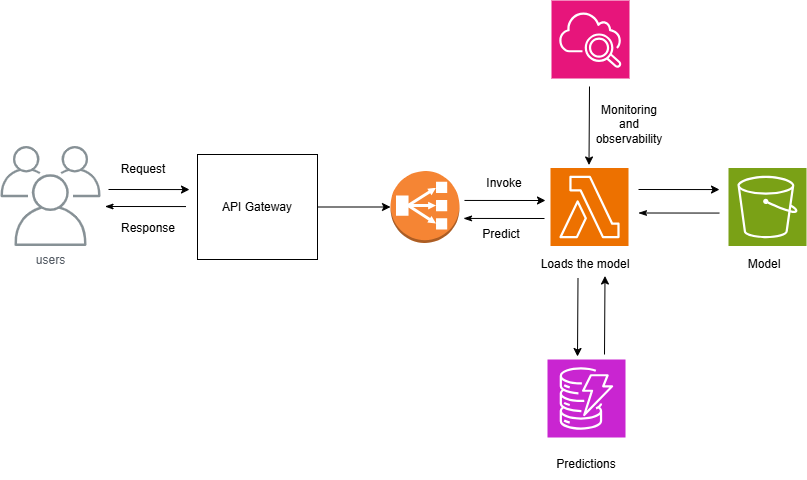 Monitoring
and
observability
Request
Response
users
API Gateway
Invoke
Predict
Loads the model
Model
Predictions